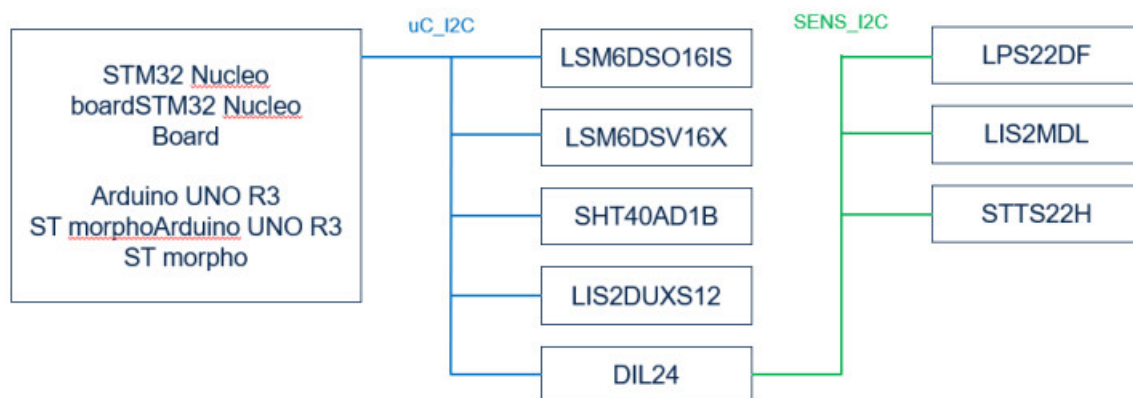 uC_I2C
SENS_I2C
STM32 Nucleo
boardSTM32 Nucleo
Board
Arduino UNO R3
ST morphoArduino UNO R3
ST morpho
LSM6DSO16IS
LSM6DSV16X
SHT40AD1B
LIS2DUXS12
DIL24
LPS22DF
LIS2MDL
STTS22H